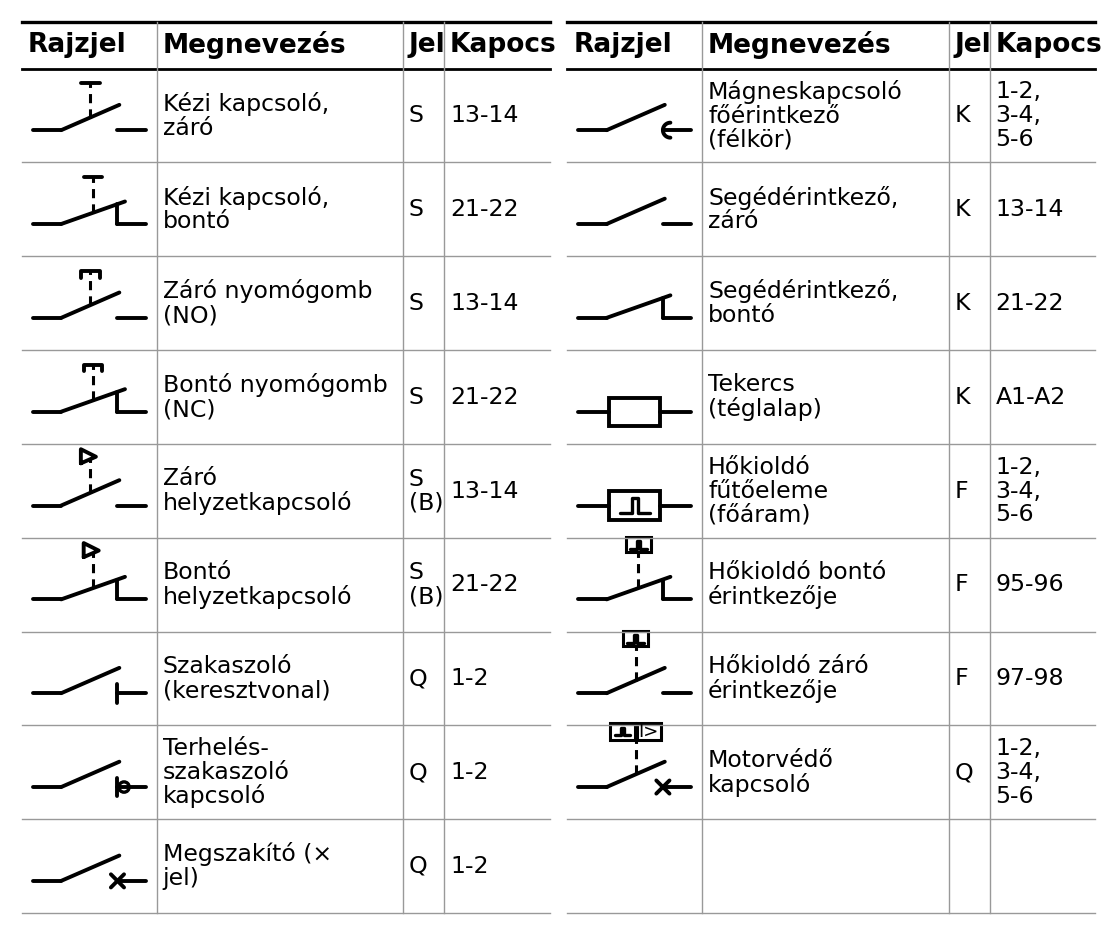 Rajzjel Megnevezés Jel Kapocs
Kézi kapcsoló,
záró
S
13-14
Kézi kapcsoló,
bontó
S
21-22
Záró nyomógomb
(NO)
S
13-14
Bontó nyomógomb
(NC)
S
21-22
Záró
helyzetkapcsoló
S
(B)
13-14
Bontó
helyzetkapcsoló
S
(B)
21-22
Szakaszoló
(keresztvonal)
Q
1-2
Terhelés-
szakaszoló
kapcsoló
Q
1-2
Megszakító (×
jel)
Q
1-2
Rajzjel Megnevezés Jel Kapocs
Mágneskapcsoló
főérintkező
(félkör)
K
1-2,
3-4,
5-6
Segédérintkező,
záró
K
13-14
Segédérintkező,
bontó
K
21-22
Tekercs
(téglalap)
K
A1-A2
Hőkioldó
fűtőeleme
(főáram)
F
1-2,
3-4,
5-6
Hőkioldó bontó
érintkezője
F
95-96
Hőkioldó záró
érintkezője
F
97-98
I>
Motorvédő
kapcsoló
Q
1-2,
3-4,
5-6